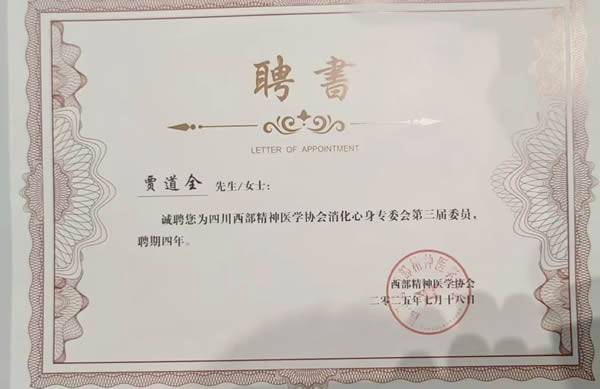 聘書
LETTER OF APPOINTMENT
贾道全 先生/女士：
诚聘您为四川西部精神医学协会消化心身专委会第三届委员，
聘期四年。
西部精神医学协会
二〇二五年七月十八日